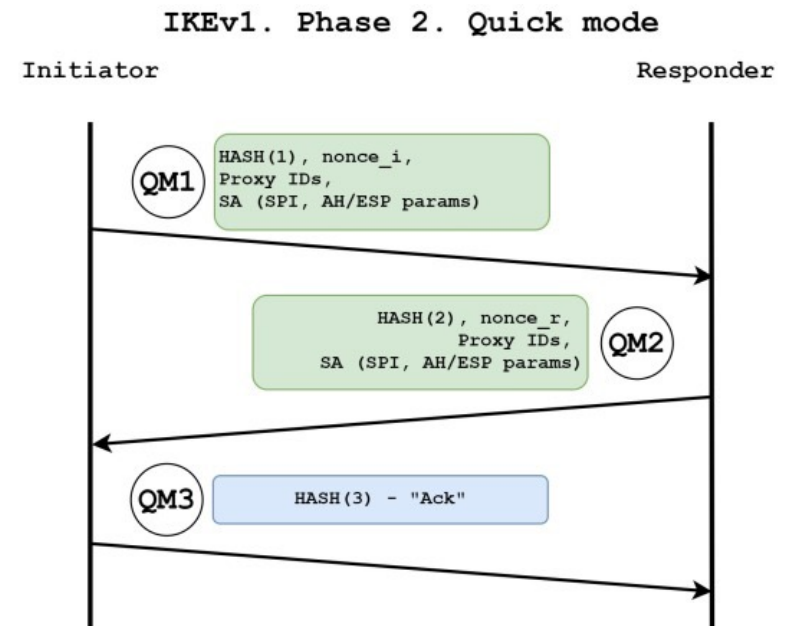 IKEv1. Phase 2. Quick mode
Initiator
Responder
QM1
HASH(1), nonce_i,
Proxy IDs,
SA (SPI, AH/ESP params)
HASH(2), nonce_r,
Proxy IDs,
SA (SPI, AH/ESP params)
QM2
QM3
HASH(3) - "Ack"